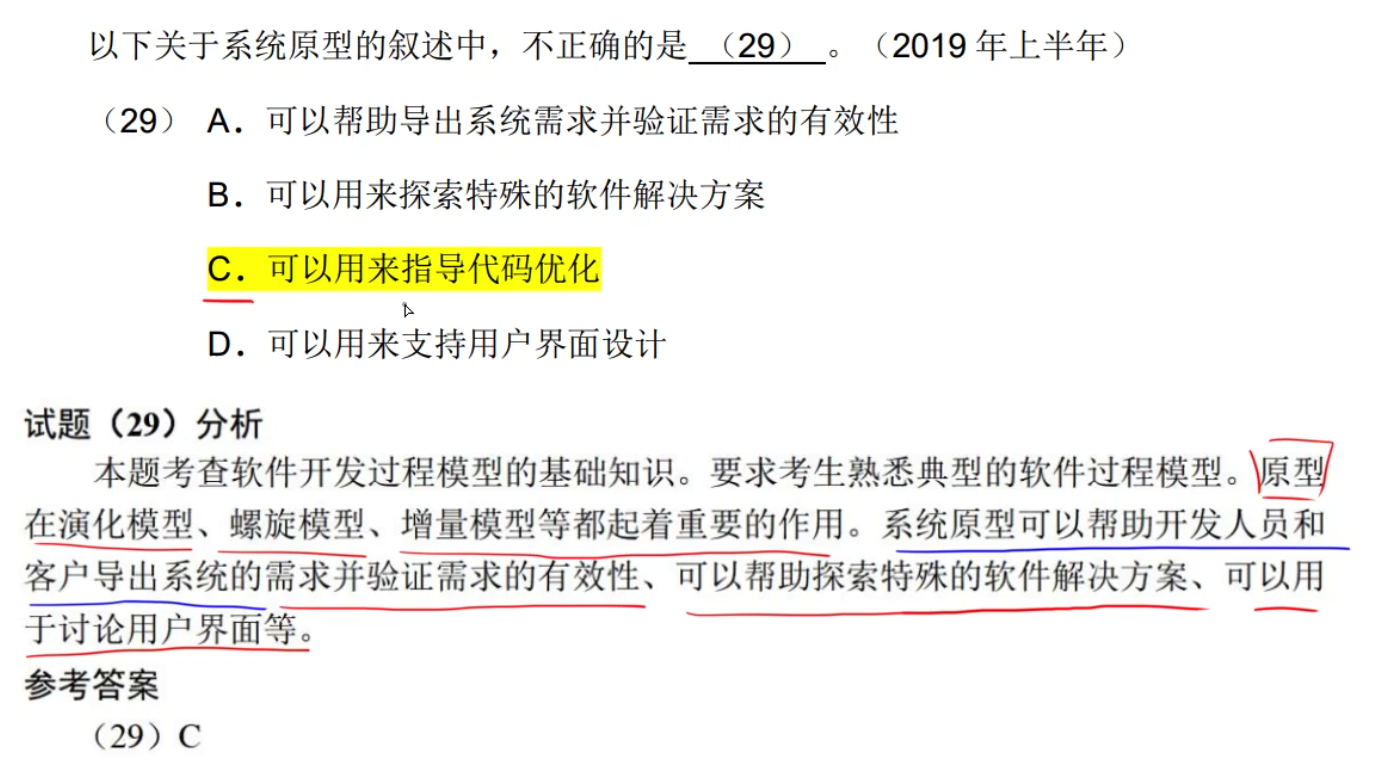 以下关于系统原型的叙述中，不正确的是 （29） 。（2019 年上半年）
（29） A．可以帮助导出系统需求并验证需求的有效性
B．可以用来探索特殊的软件解决方案
C．可以用来指导代码优化
D．可以用来支持用户界面设计
试题（29）分析
本题考查软件开发过程模型的基础知识。要求考生熟悉典型的软件过程模型。原型
在演化模型、螺旋模型、增量模型等都起着重要的作用。系统原型可以帮助开发人员和
客户导出系统的需求并验证需求的有效性、可以帮助探索特殊的软件解决方案、可以用
于讨论用户界面等。
参考答案
（29）C